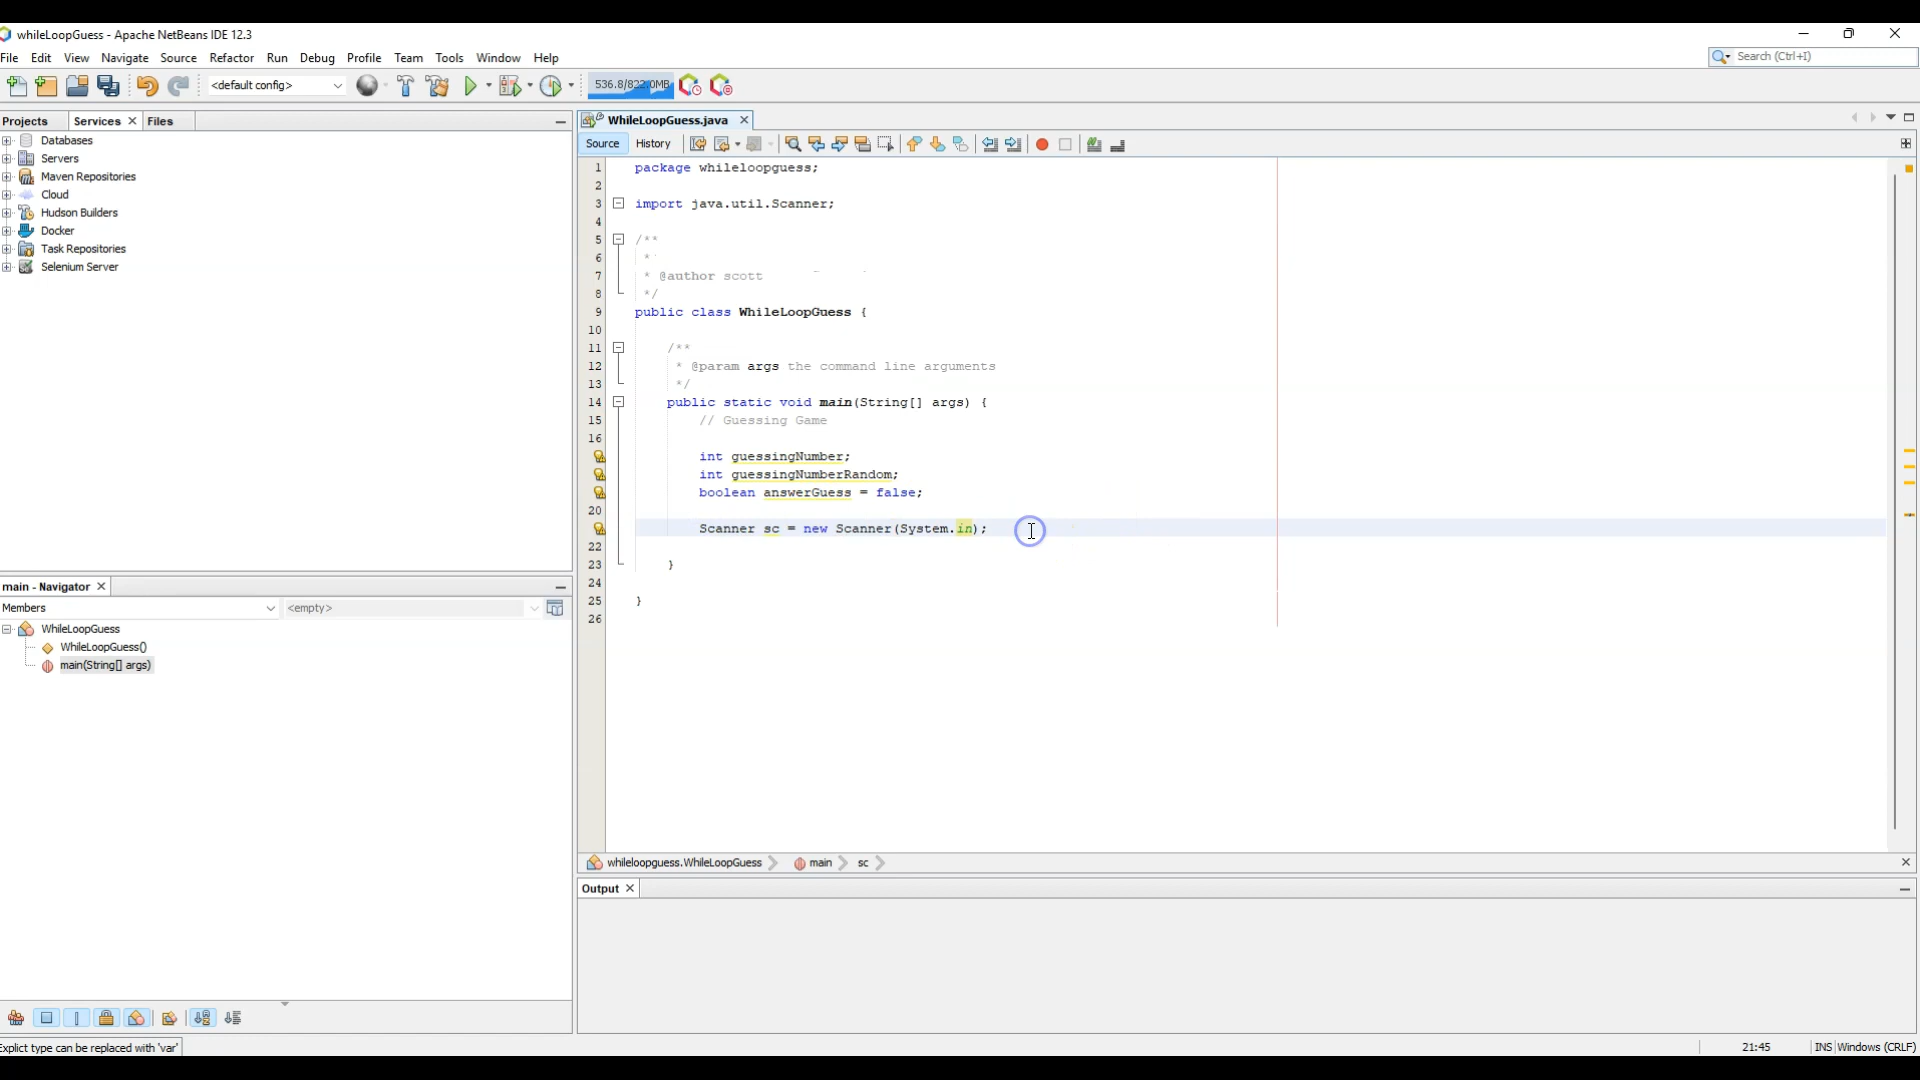 whileLoopGuess - Apache NetBeans IDE 12.3
File Edit View Navigate Source Refactor Run Debug Profile Team Tools Window Help
Search (Ctrl+I)
<default config>
536.8/822.0MB
Projects Services Files
Databases
Servers
Maven Repositories
Cloud
Hudson Builders
Docker
Task Repositories
Selenium Server
main - Navigator
Members <empty>
WhileLoopGuess
WhileLoopGuess()
main(String[] args)
Explict type can be replaced with 'var'
WhileLoopGuess.java
Source History
1 package whileloopguess;
2
3 import java.util.Scanner;
4
5 /**
6 *
7 * @author scott
8 */
9 public class WhileLoopGuess {
10
11 /**
12 * @param args the command line arguments
13 */
14 public static void main(String[] args) {
15 // Guessing Game
16
int guessingNumber;
int guessingNumberRandom;
boolean answerGuess = false;
20
Scanner sc = new Scanner(System.in);
22
23 }
24
25 }
26
whileloopguess.WhileLoopGuess main sc
Output
21:45 INS Windows (CRLF)